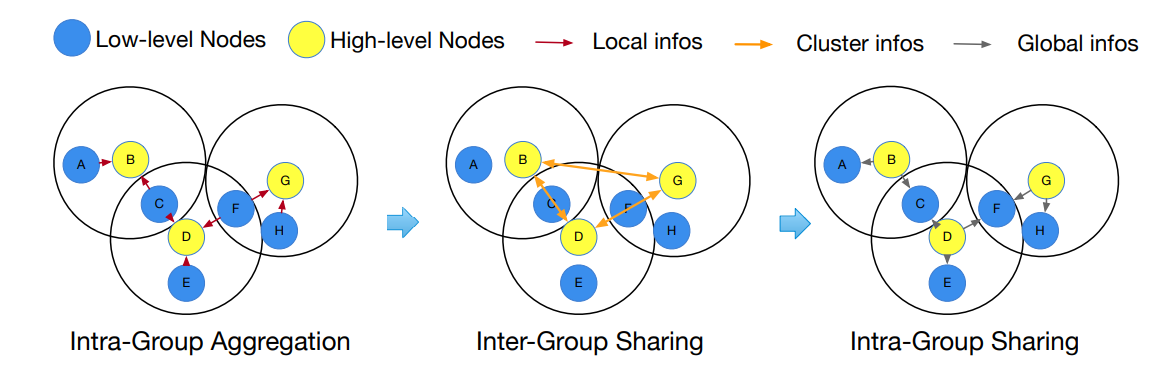 Low-level Nodes High-level Nodes Local infos Cluster infos Global infos
A B C D E F G H
A B C D E F G H
A B C D E F G H
Intra-Group Aggregation Inter-Group Sharing Intra-Group Sharing